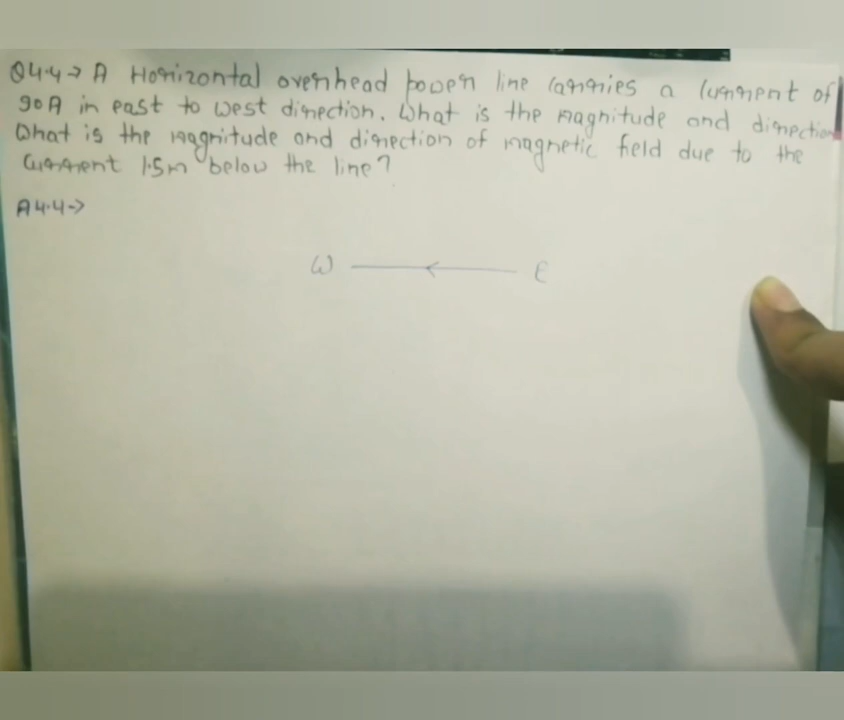 Q4.4→ A Horizontal overhead power line carries a current of
90A in east to west direction. What is the magnitude and direction
What is the magnitude and direction of magnetic field due to the
Current 1.5m below the line?
A4.4→
W E